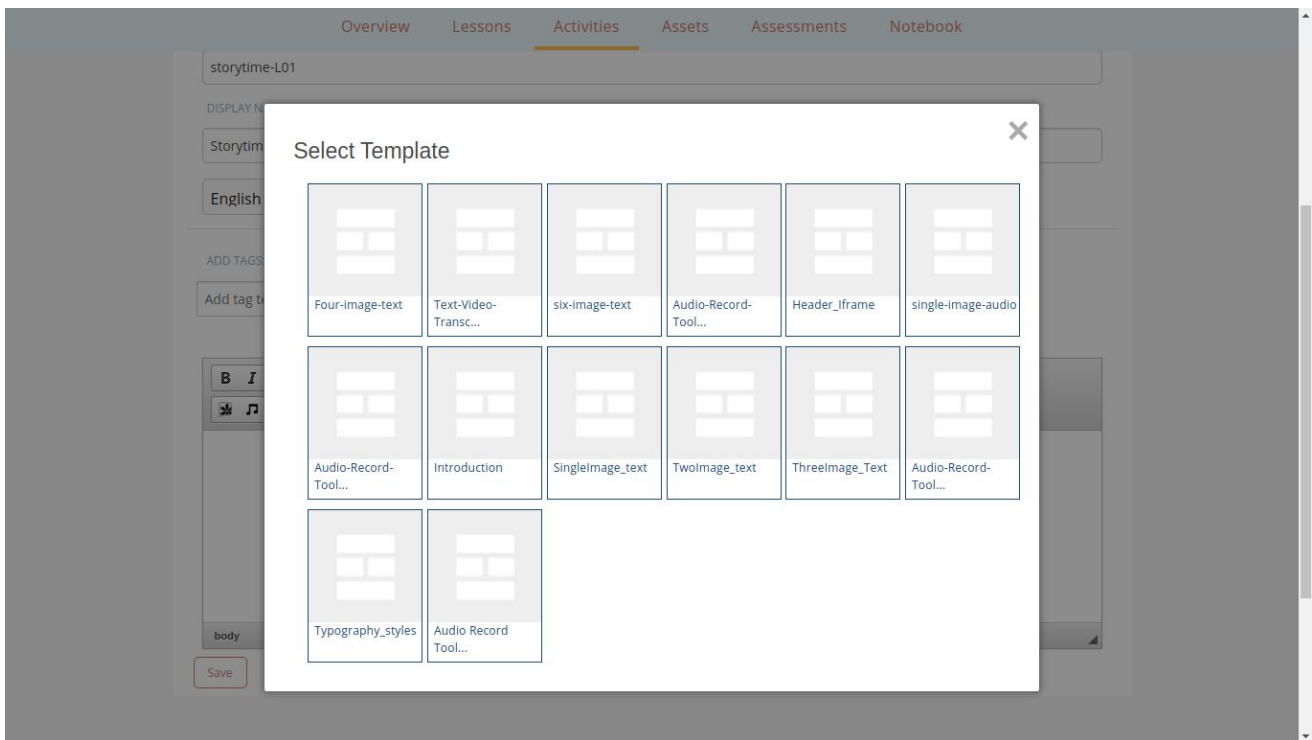 Overview Lessons Activities Assets Assessments Notebook
storytime-L01
DISPLAY N
Storytim
English
ADD TAGS
Add tag te
Select Template
Four-image-text
Text-Video-
Transc...
six-image-text
Audio-Record-
Tool...
Header_Iframe
single-image-audio
Audio-Record-
Tool...
Introduction
SingleImage_text
TwoImage_text
ThreeImage_Text
Audio-Record-
Tool...
Typography_styles
Audio Record
Tool...
B I
body
Save